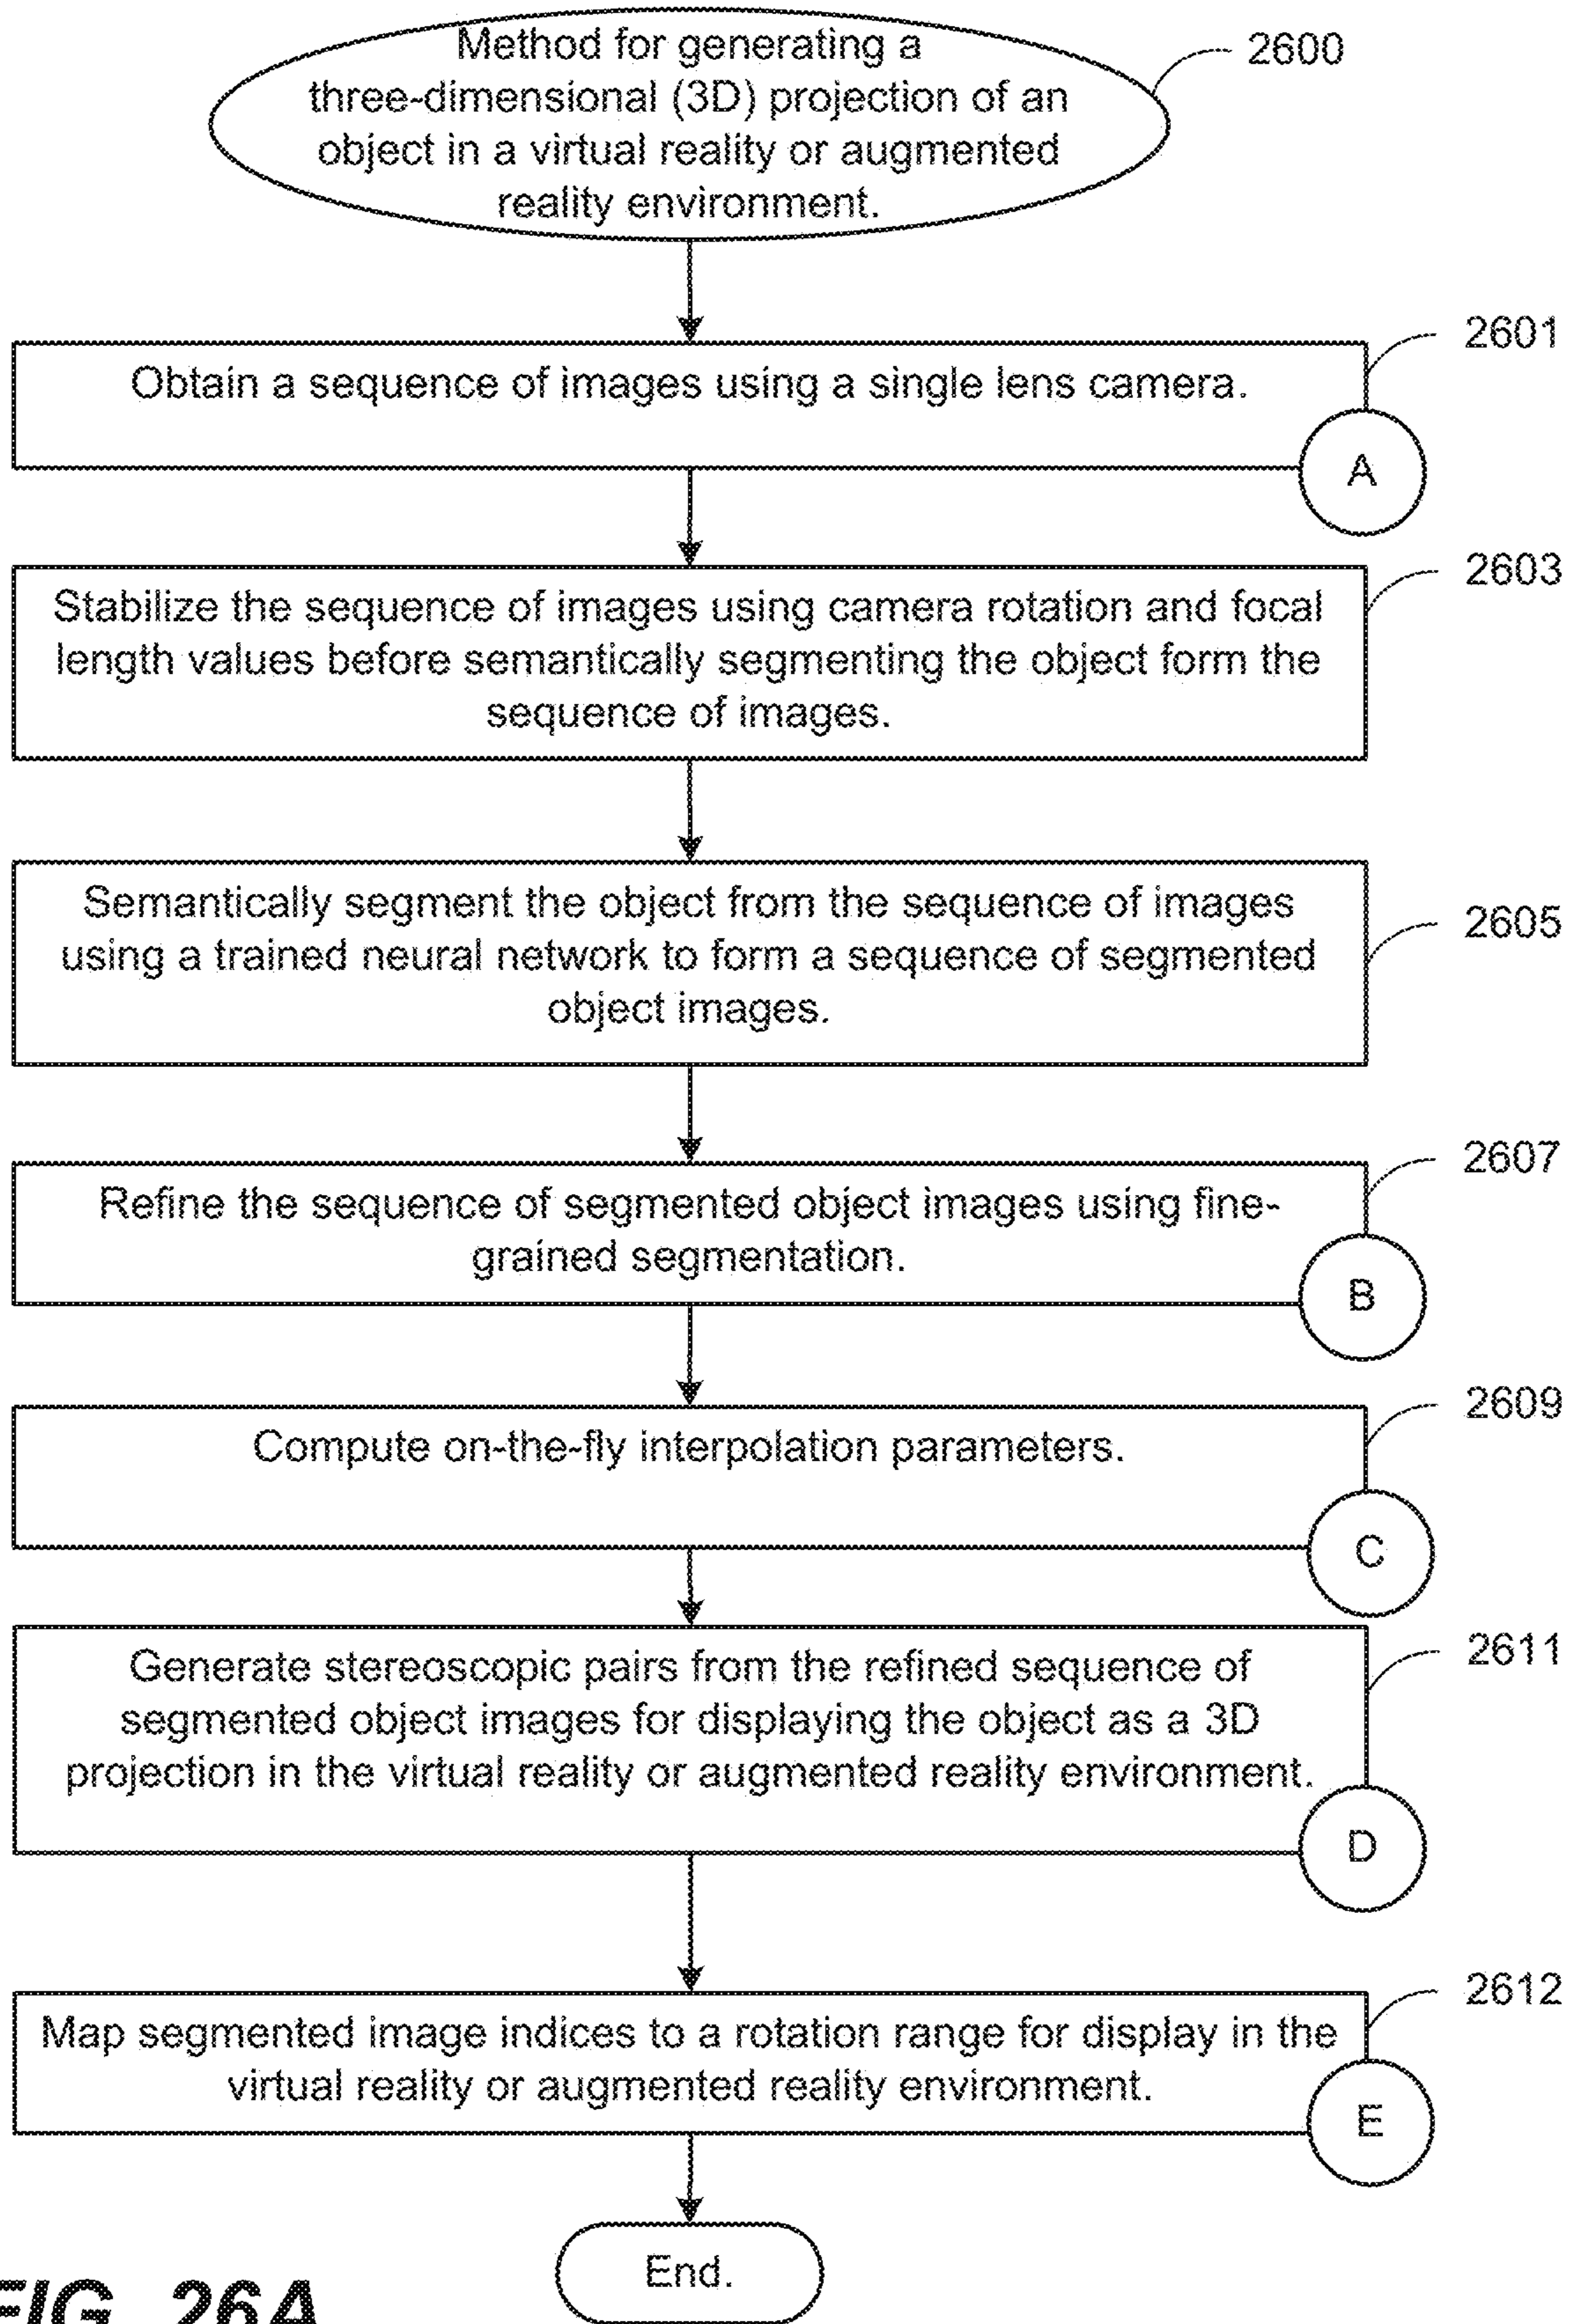 Method for generating a
three-dimensional (3D) projection of an
object in a virtual reality or augmented
reality environment.
2600
2601
Obtain a sequence of images using a single lens camera.
A
2603
Stabilize the sequence of images using camera rotation and focal
length values before semantically segmenting the object form the
sequence of images.
Semantically segment the object from the sequence of images
using a trained neural network to form a sequence of segmented
object images.
2605
2607
Refine the sequence of segmented object images using fine-
grained segmentation.
B
2609
Compute on-the-fly interpolation parameters.
C
2611
Generate stereoscopic pairs from the refined sequence of
segmented object images for displaying the object as a 3D
projection in the virtual reality or augmented reality environment.
D
2612
Map segmented image indices to a rotation range for display in the
virtual reality or augmented reality environment.
E
End.
FIG. 26A